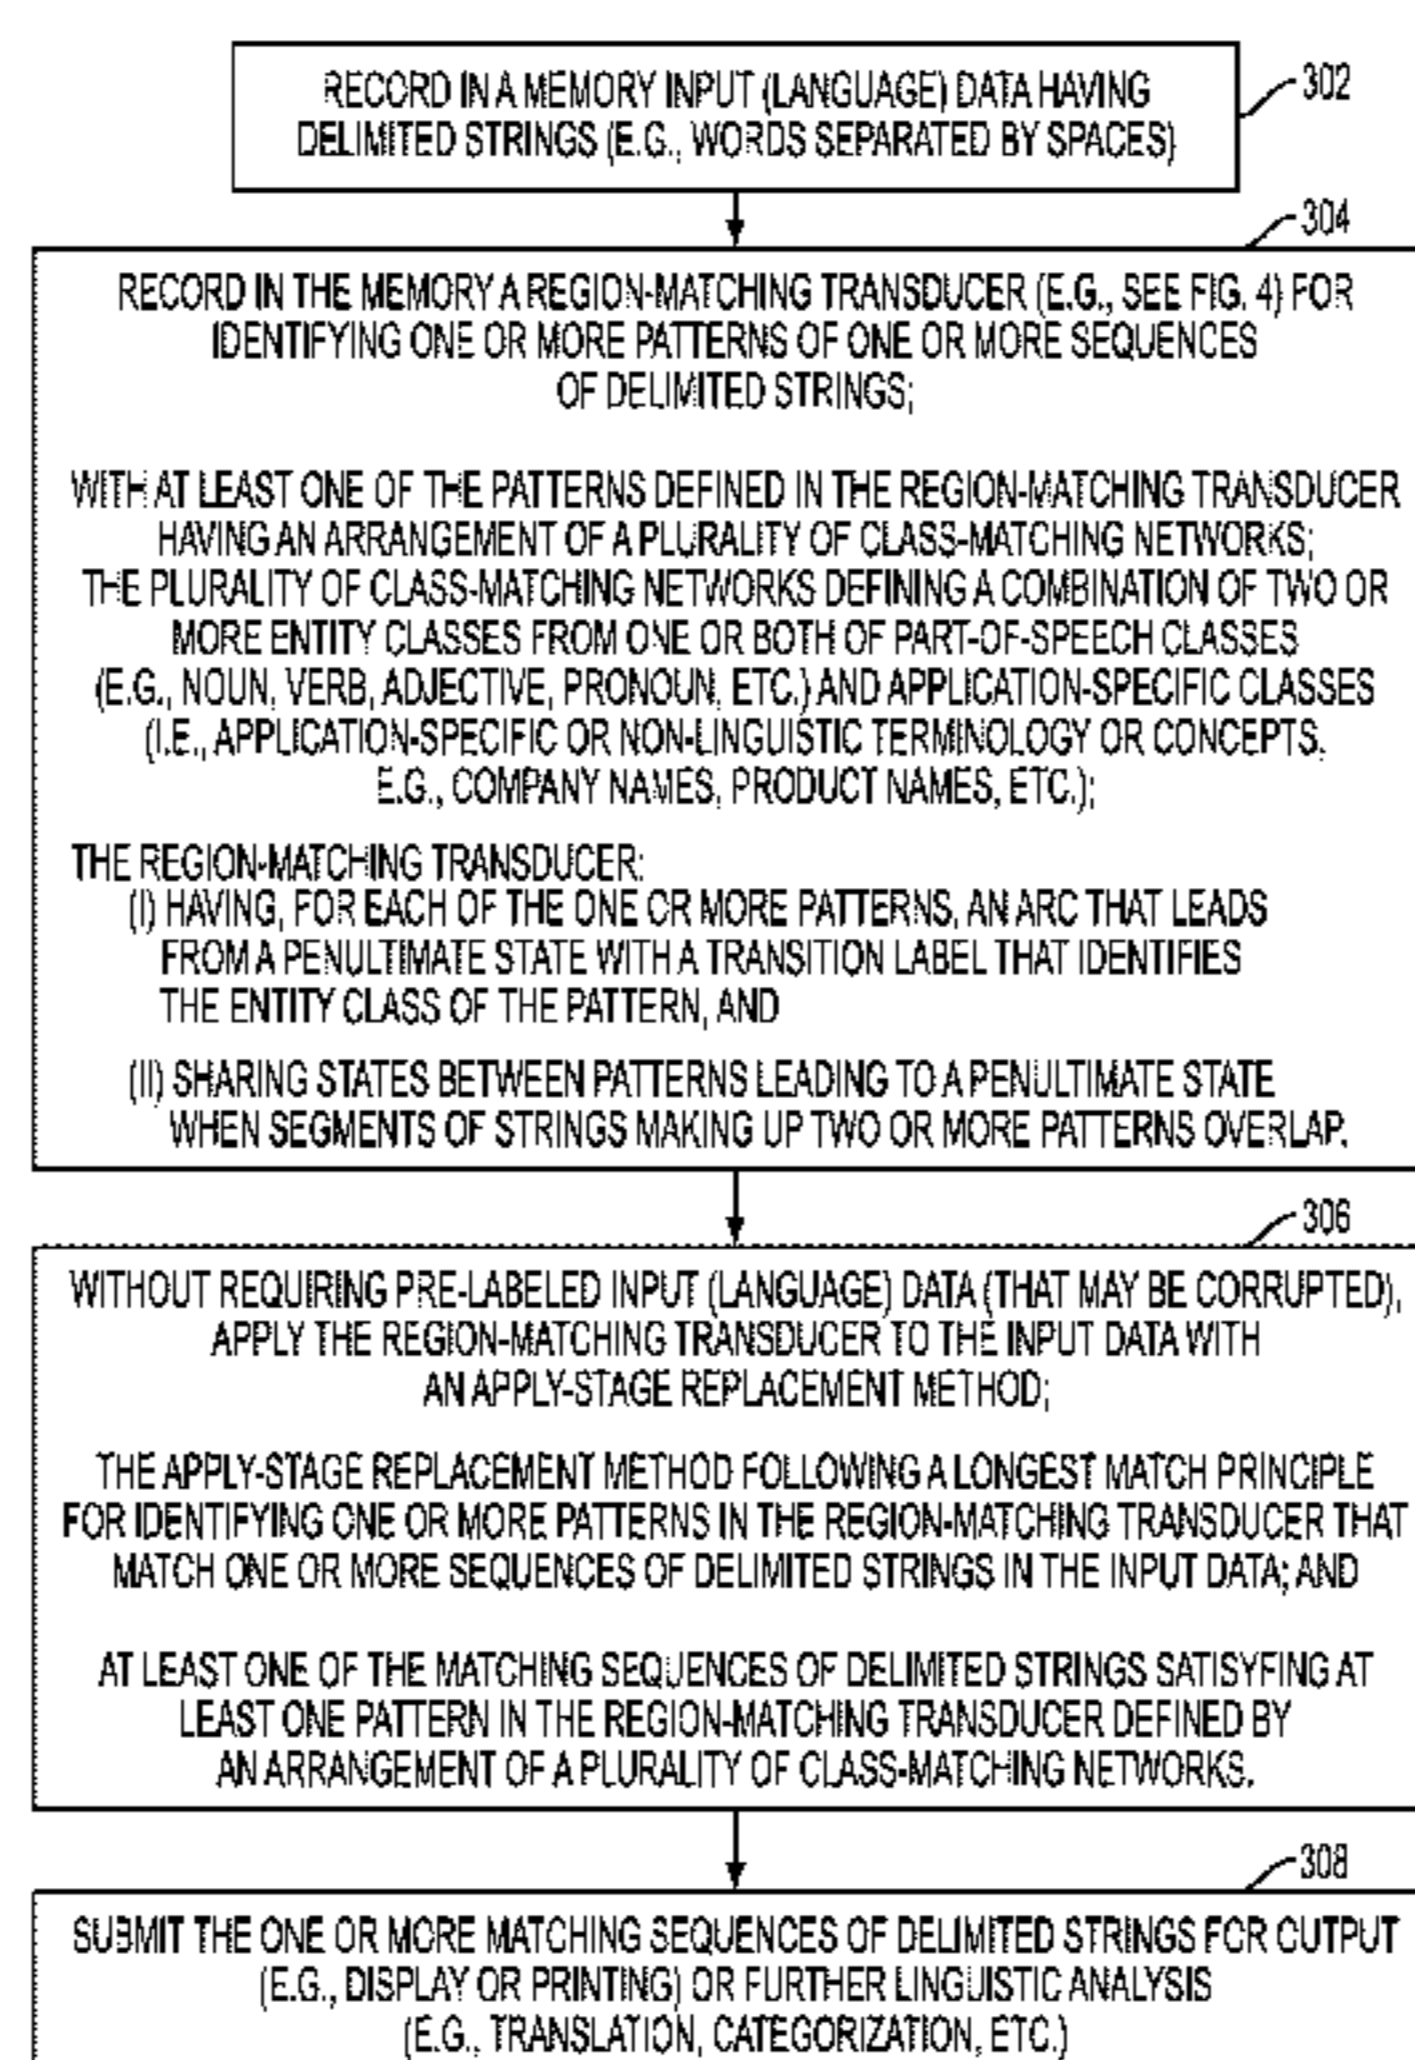 RECORD IN A MEMORY INPUT (LANGUAGE) DATA HAVING
DELIMITED STRINGS (E.G., WORDS SEPARATED BY SPACES)
302
304
RECORD IN THE MEMORY A REGION-MATCHING TRANSDUCER (E.G., SEE FIG. 4) FOR
IDENTIFYING ONE OR MORE PATTERNS OF ONE OR MORE SEQUENCES
OF DELIMITED STRINGS;
WITH AT LEAST ONE OF THE PATTERNS DEFINED IN THE REGION-MATCHING TRANSDUCER
HAVING AN ARRANGEMENT OF A PLURALITY OF CLASS-MATCHING NETWORKS;
THE PLURALITY OF CLASS-MATCHING NETWORKS DEFINING A COMBINATION OF TWO OR
MORE ENTITY CLASSES FROM ONE OR BOTH OF PART-OF-SPEECH CLASSES
(E.G., NOUN, VERB, ADJECTIVE, PRONOUN, ETC.) AND APPLICATION-SPECIFIC CLASSES
(I.E., APPLICATION-SPECIFIC OR NON-LINGUISTIC TERMINOLOGY OR CONCEPTS,
E.G., COMPANY NAMES, PRODUCT NAMES, ETC.);
THE REGION-MATCHING TRANSDUCER:
(I) HAVING, FOR EACH OF THE ONE OR MORE PATTERNS, AN ARC THAT LEADS
FROM A PENULTIMATE STATE WITH A TRANSITION LABEL THAT IDENTIFIES
THE ENTITY CLASS OF THE PATTERN, AND
(II) SHARING STATES BETWEEN PATTERNS LEADING TO A PENULTIMATE STATE
WHEN SEGMENTS OF STRINGS MAKING UP TWO OR MORE PATTERNS OVERLAP.
306
WITHOUT REQUIRING PRE-LABELED INPUT (LANGUAGE) DATA (THAT MAY BE CORRUPTED),
APPLY THE REGION-MATCHING TRANSDUCER TO THE INPUT DATA WITH
AN APPLY-STAGE REPLACEMENT METHOD;
THE APPLY-STAGE REPLACEMENT METHOD FOLLOWING A LONGEST MATCH PRINCIPLE
FOR IDENTIFYING ONE OR MORE PATTERNS IN THE REGION-MATCHING TRANSDUCER THAT
MATCH ONE OR MORE SEQUENCES OF DELIMITED STRINGS IN THE INPUT DATA; AND
AT LEAST ONE OF THE MATCHING SEQUENCES OF DELIMITED STRINGS SATISYFING AT
LEAST ONE PATTERN IN THE REGION-MATCHING TRANSDUCER DEFINED BY
AN ARRANGEMENT OF A PLURALITY OF CLASS-MATCHING NETWORKS.
308
SUBMIT THE ONE OR MORE MATCHING SEQUENCES OF DELIMITED STRINGS FOR OUTPUT
(E.G., DISPLAY OR PRINTING) OR FURTHER LINGUISTIC ANALYSIS
(E.G., TRANSLATION, CATEGORIZATION, ETC.)